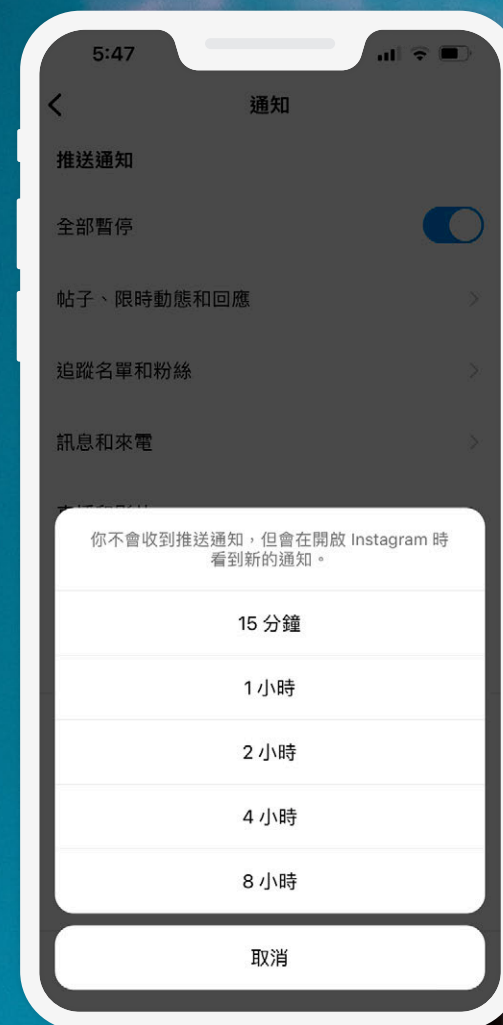 5:47
通知
推送通知
全部暫停
帖子、限時動態和回應
追蹤名單和粉絲
訊息和來電
你不會收到推送通知，但會在開啟 Instagram 時
看到新的通知。
15 分鐘
1 小時
2 小時
4 小時
8 小時
取消